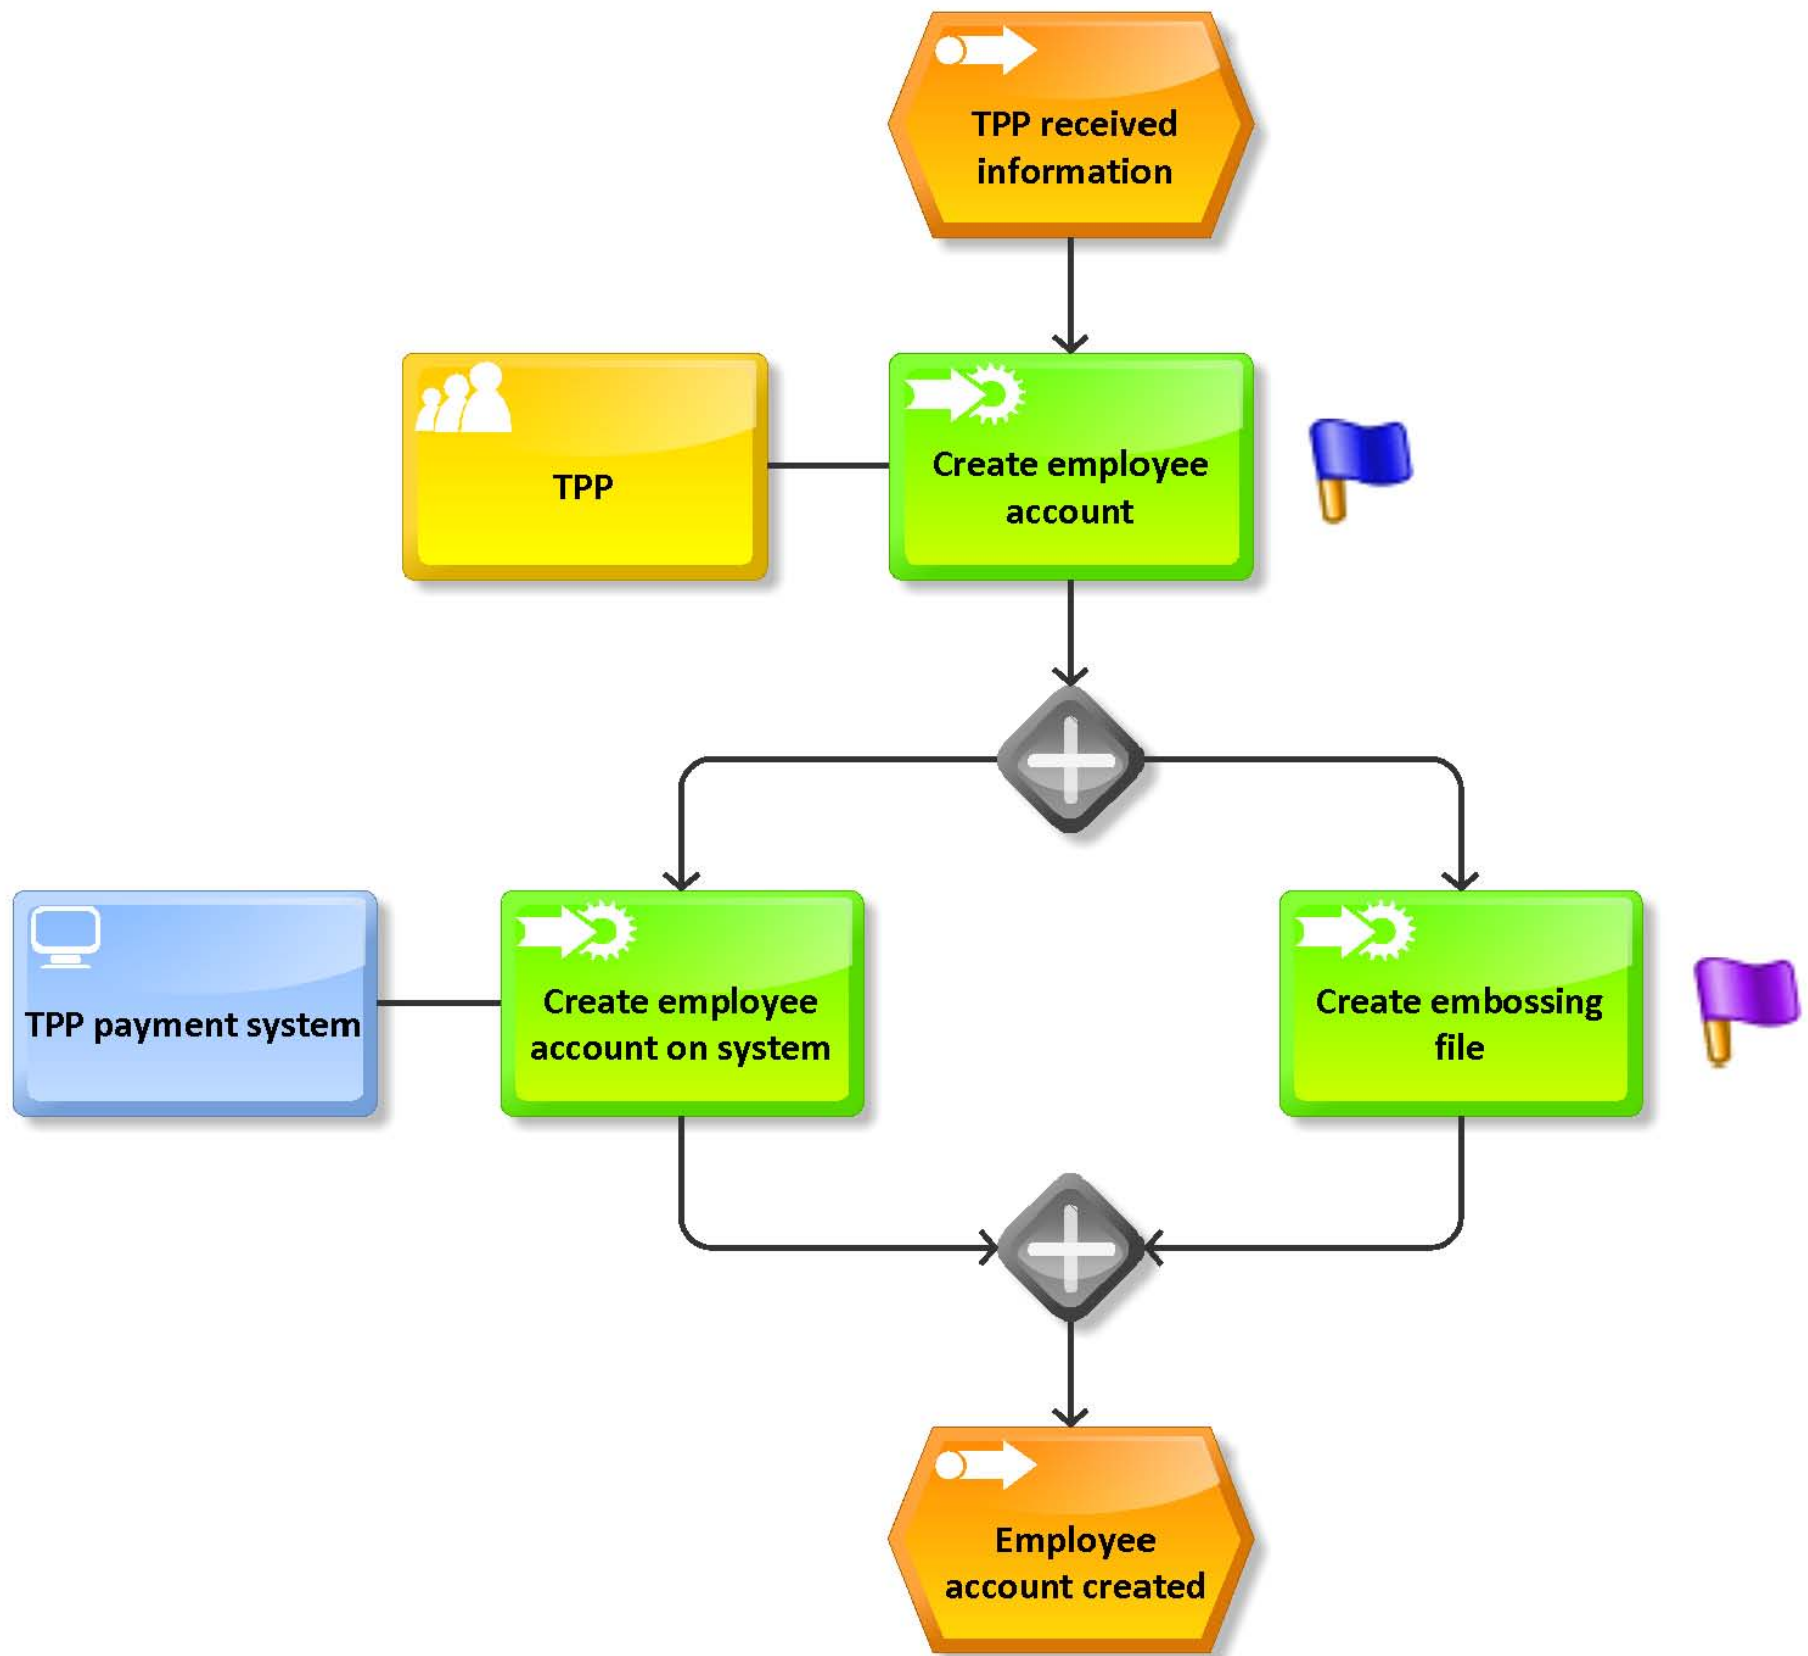 TPP received
information
TPP
Create employee
account
TPP payment system
Create employee
account on system
Create embossing
file
Employee
account created